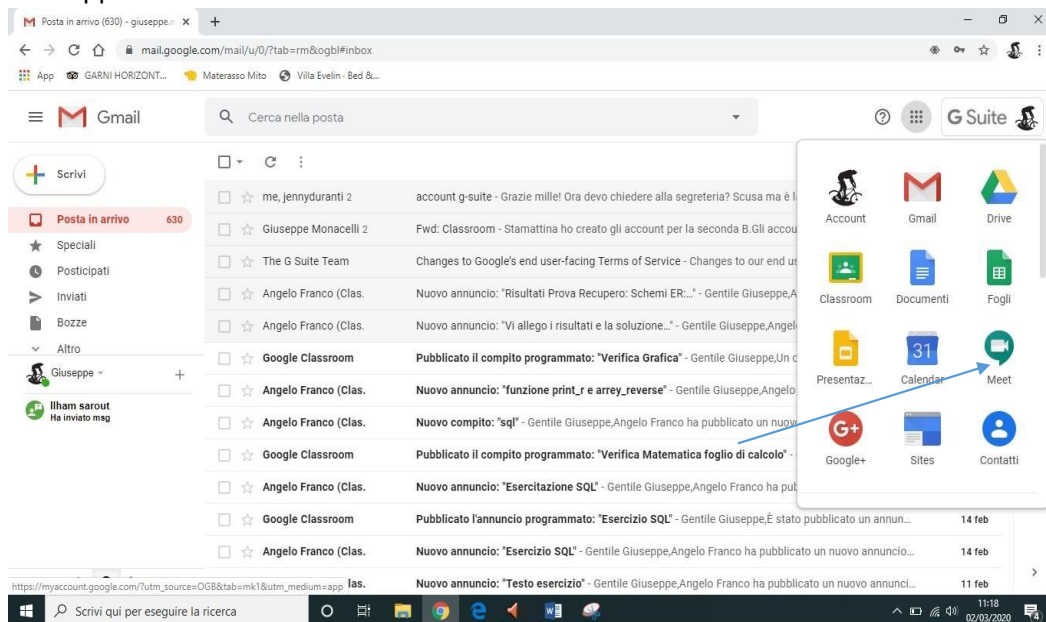 Posta in arrivo (630) - giuseppe.
mail.google.com/mail/u/0/?tab=rm&ogbl#inbox
App GARNI HORIZONT... Materasso Mito Villa Evelin - Bed &...
Gmail
Cerca nella posta
G Suite
Scrivi
Posta in arrivo 630
Speciali
Posticipati
Inviati
Bozze
Altro
Giuseppe
Ilham sarout
Ha inviato msg
me, jennyduranti 2 account g-suite - Grazie mille! Ora devo chiedere alla segreteria? Scusa ma è l
Giuseppe Monacelli 2 Fwd: Classroom - Stamattina ho creato gli account per la seconda B.Gli accou
The G Suite Team Changes to Google's end user-facing Terms of Service - Changes to our end us
Angelo Franco (Clas. Nuovo annuncio: "Risultati Prova Recupero: Schemi ER:..." - Gentile Giuseppe,A
Angelo Franco (Clas. Nuovo annuncio: "Vi allego i risultati e la soluzione..." - Gentile Giuseppe,Angel
Google Classroom Pubblicato il compito programmato: "Verifica Grafica" - Gentile Giuseppe,Un c
Angelo Franco (Clas. Nuovo annuncio: "funzione print_r e arrey_reverse" - Gentile Giuseppe,Angelo
Angelo Franco (Clas. Nuovo compito: "sql" - Gentile Giuseppe,Angelo Franco ha pubblicato un nuov
Google Classroom Pubblicato il compito programmato: "Verifica Matematica foglio di calcolo" -
Angelo Franco (Clas. Nuovo annuncio: "Esercitazione SQL" - Gentile Giuseppe,Angelo Franco ha pub
Google Classroom Pubblicato l'annuncio programmato: "Esercizio SQL" - Gentile Giuseppe,È stato pubblicato un annun... 14 feb
Angelo Franco (Clas. Nuovo annuncio: "Esercizio SQL" - Gentile Giuseppe,Angelo Franco ha pubblicato un nuovo annuncio... 14 feb
las. Nuovo annuncio: "Testo esercizio" - Gentile Giuseppe,Angelo Franco ha pubblicato un nuovo annunci... 11 feb
Account Gmail Drive
Classroom Documenti Fogli
31
Presentaz... Calendar Meet
G+
Google+ Sites Contatti
https://myaccount.google.com/?utm_source=OGB&tab=mk1&utm_medium=app
Scrivi qui per eseguire la ricerca
11:18
02/03/2020
4